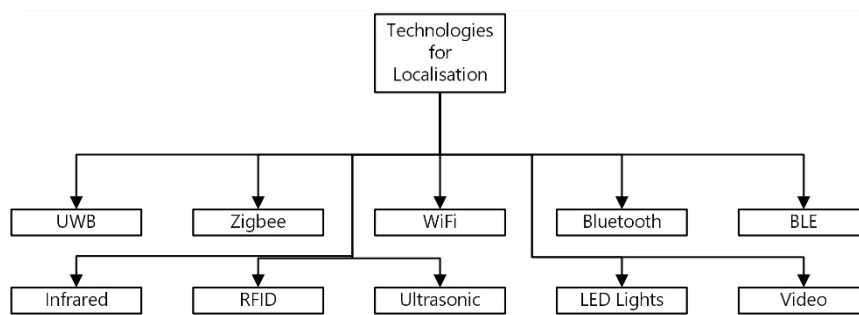 Technologies
for
Localisation
UWB
Zigbee
WiFi
Bluetooth
BLE
Infrared
RFID
Ultrasonic
LED Lights
Video